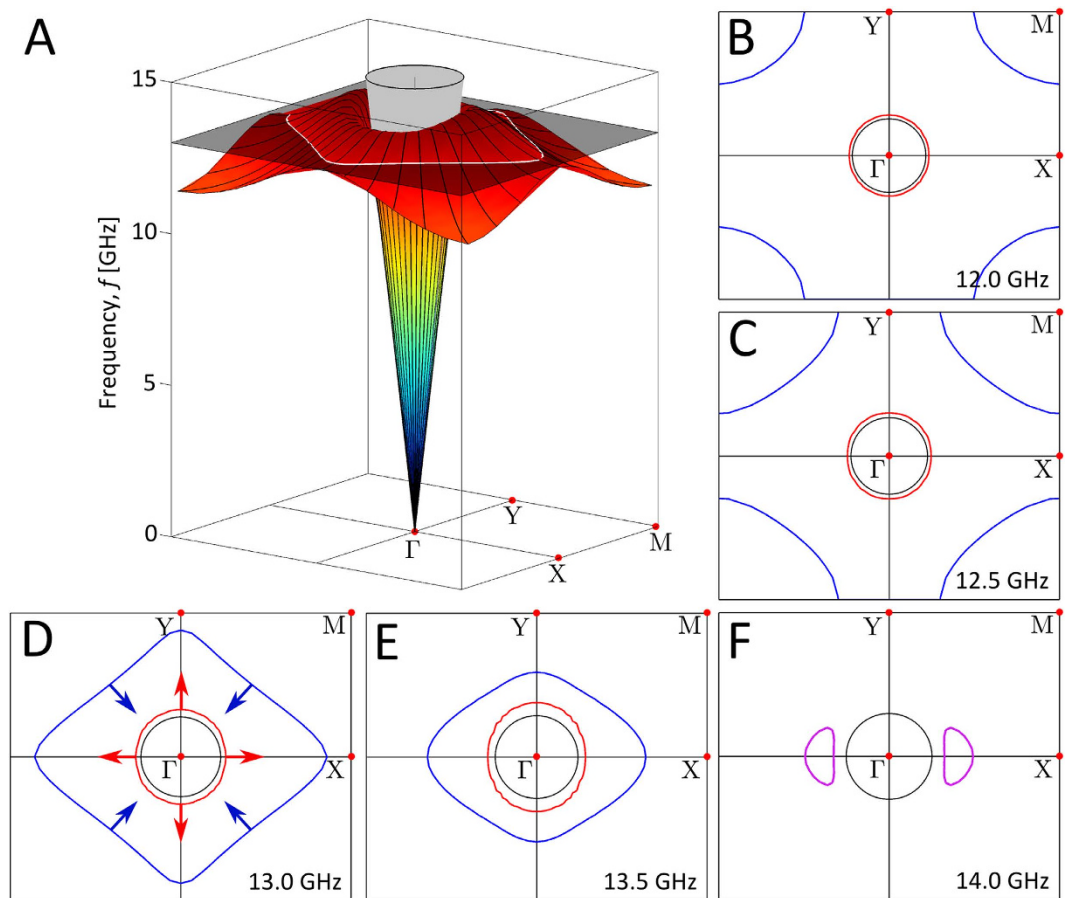 A
15
10
5
0
Frequency, f [GHz]
Γ
Y
X
M
B
Y
M
Γ
X
12.0 GHz
C
Y
M
Γ
X
12.5 GHz
D
Y
M
Γ
X
13.0 GHz
E
Y
M
Γ
X
13.5 GHz
F
Y
M
Γ
X
14.0 GHz